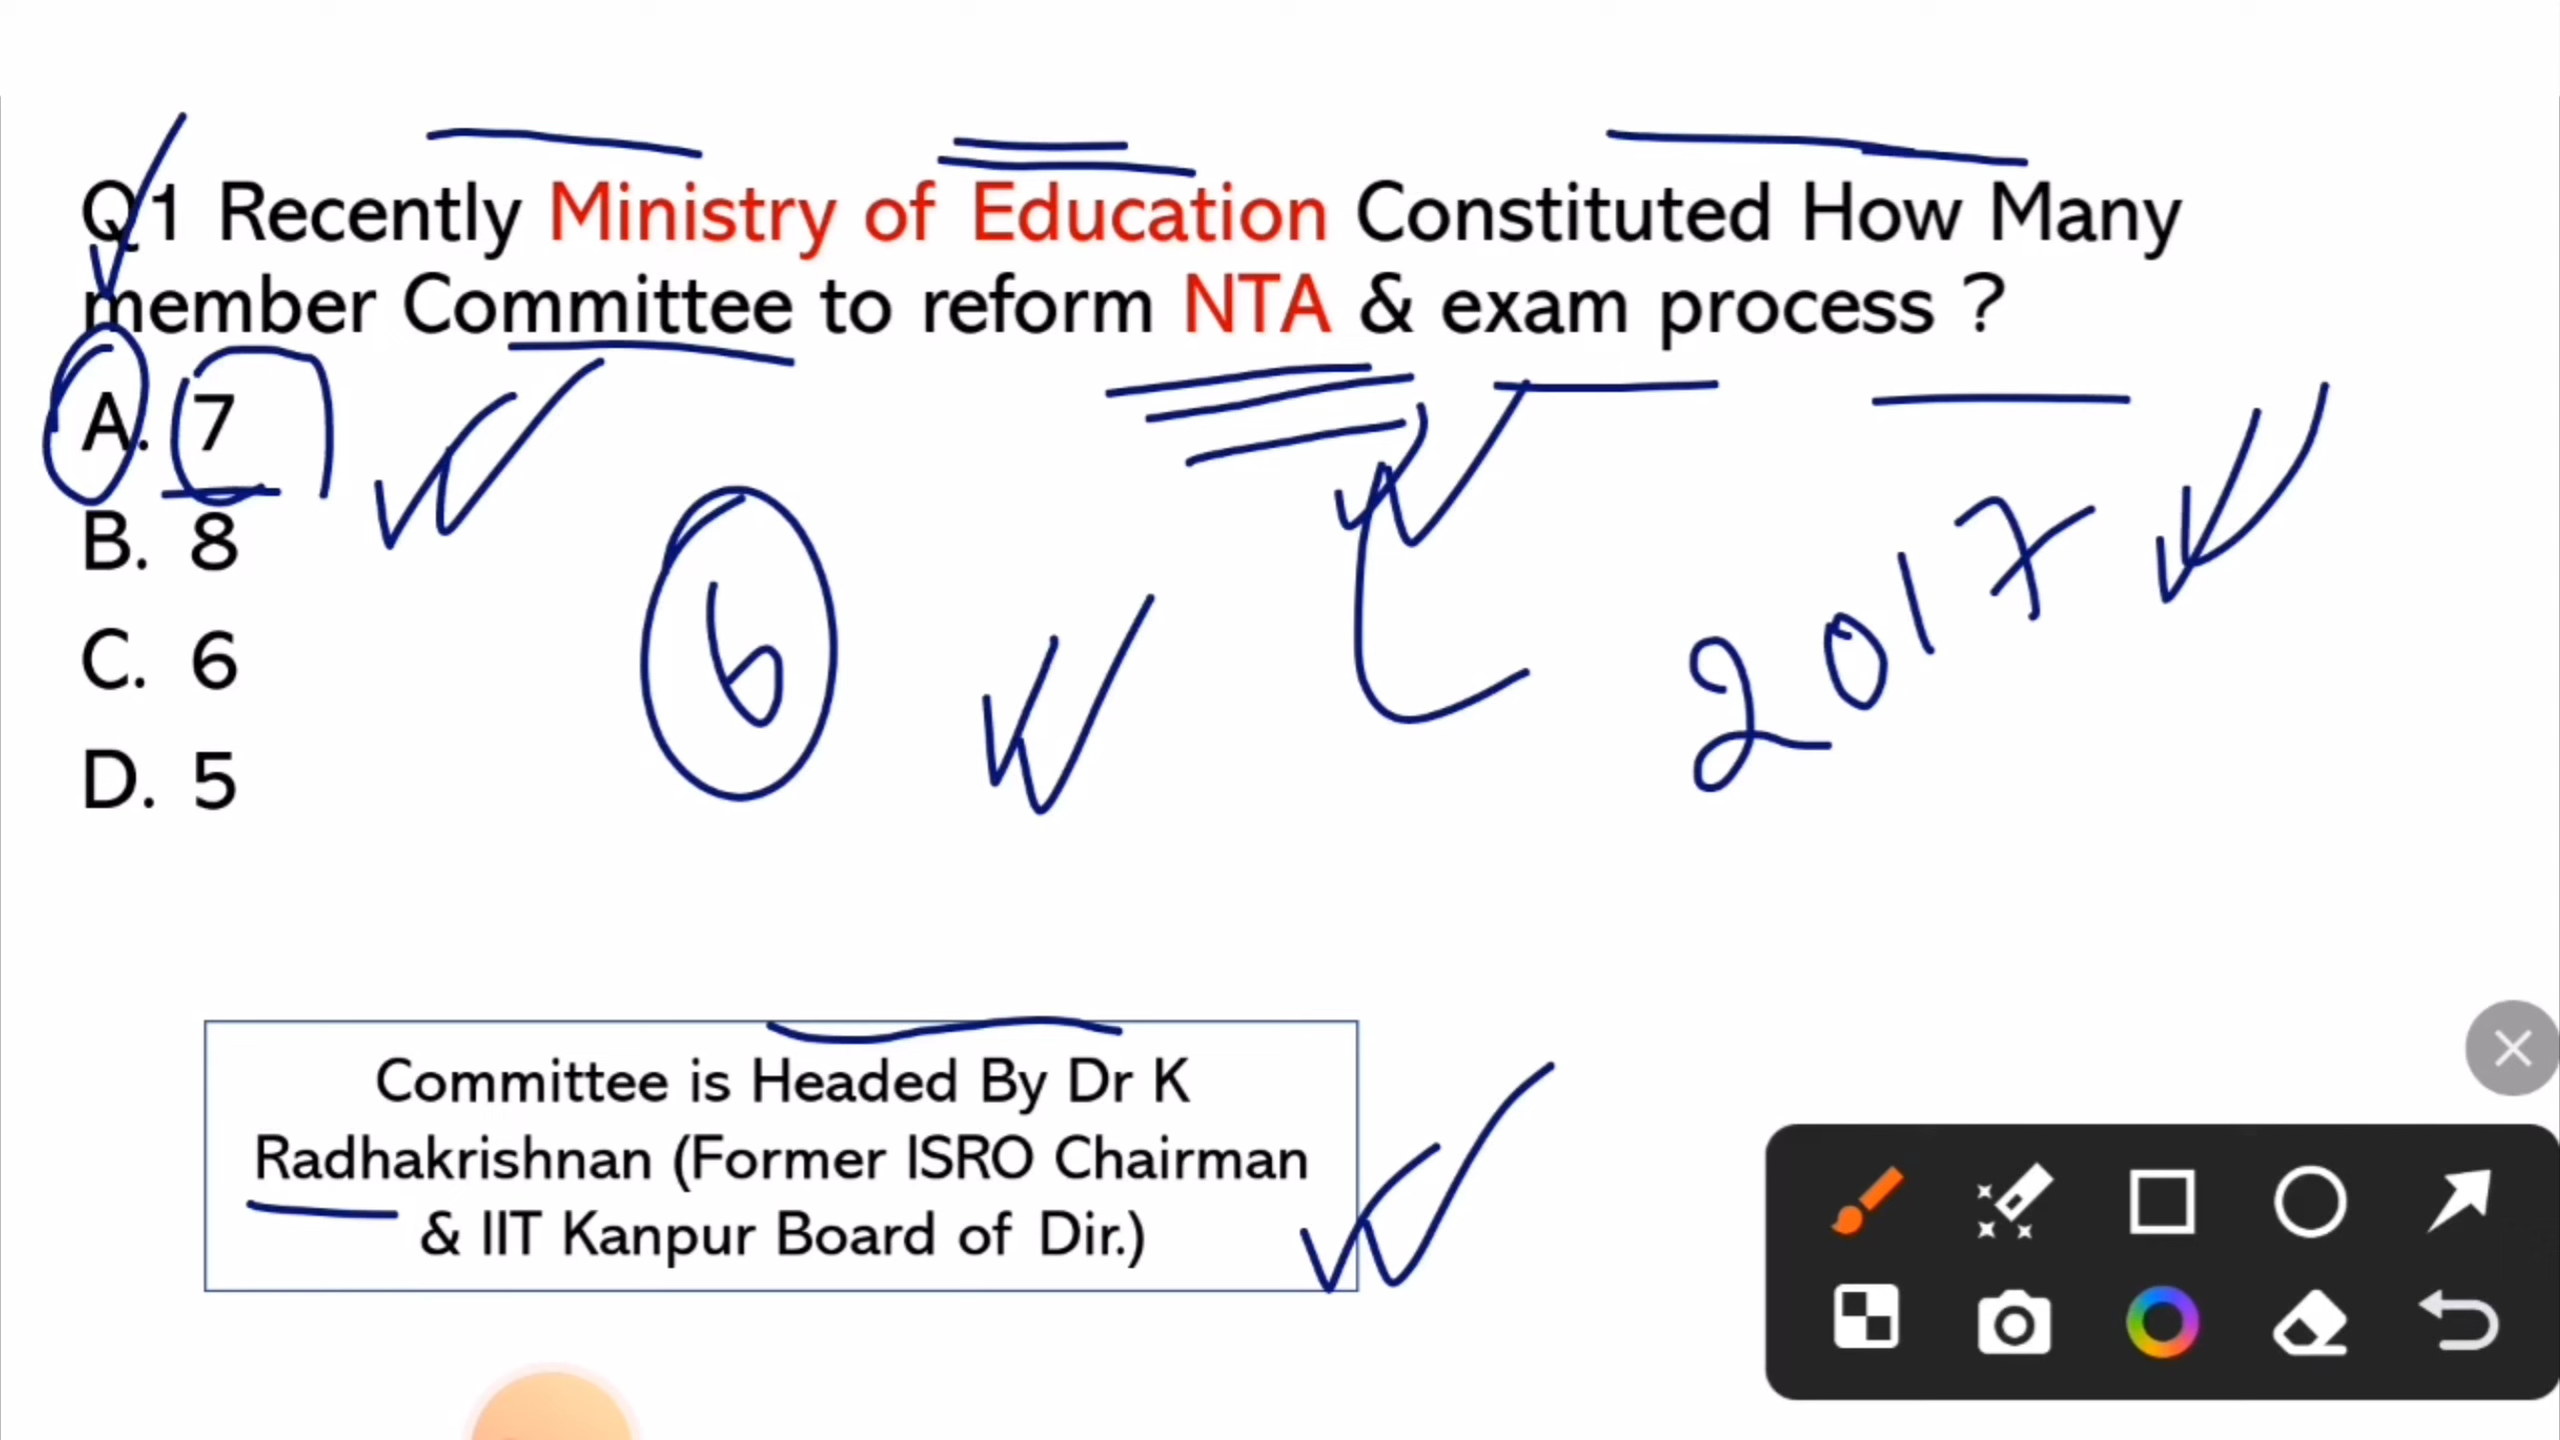 Q1 Recently Ministry of Education Constituted How Many
member Committee to reform NTA & exam process ?
A. 7
B. 8
C. 6
D. 5
6
2017
Committee is Headed By Dr K
Radhakrishnan (Former ISRO Chairman
& IIT Kanpur Board of Dir.)